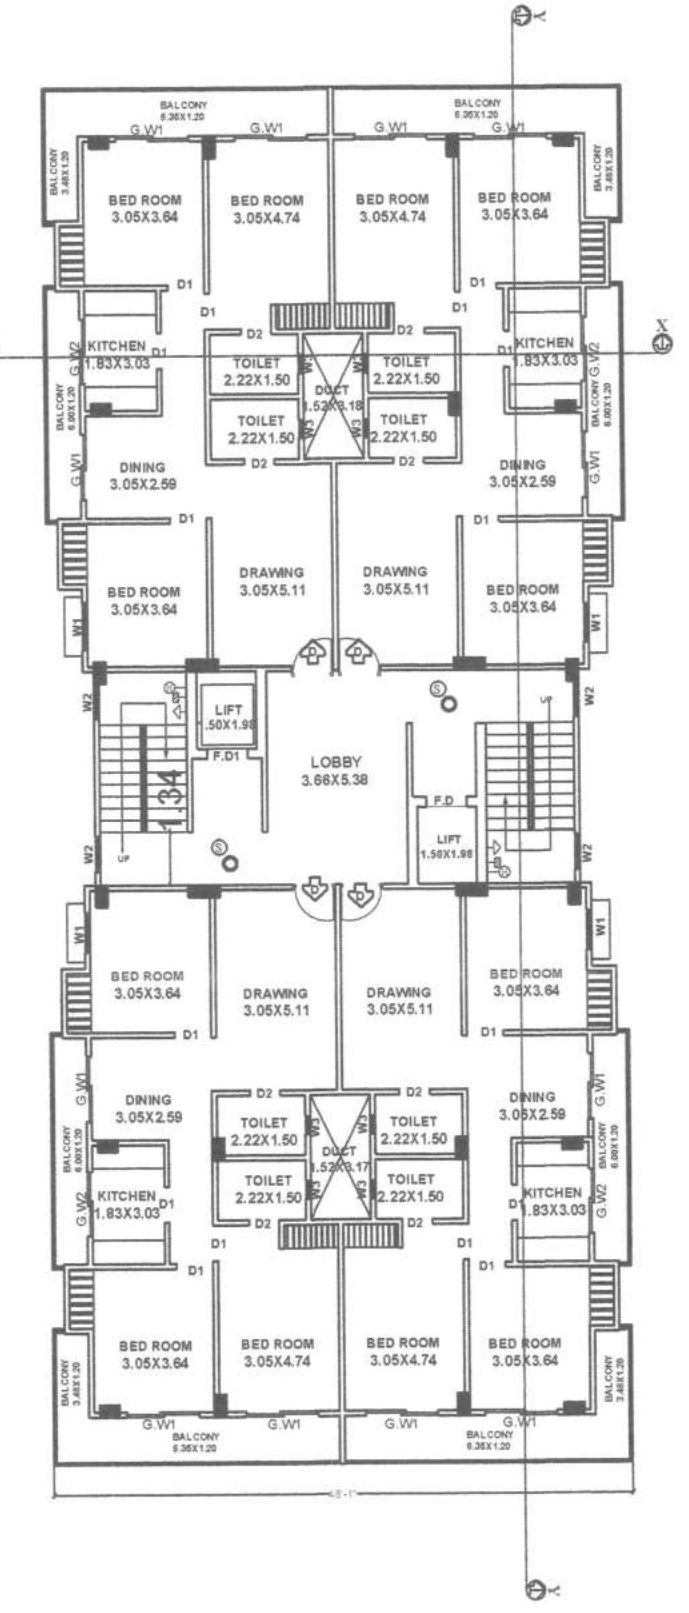 Y
BALCONY
6.35X1.20
BALCONY
6.35X1.20
G.W1
G.W1
G.W1
G.W1
BALCONY
3.48X1.20
BALCONY
3.48X1.20
BED ROOM
3.05X3.64
BED ROOM
3.05X4.74
BED ROOM
3.05X4.74
BED ROOM
3.05X3.64
D1
D1
D1
D1
D2
D2
X
KITCHEN
1.83X3.03
D1
G.W2
TOILET
2.22X1.50
W3
W3
TOILET
2.22X1.50
D1
KITCHEN
1.83X3.03
G.W2
DUCT
1.52X3.18
BALCONY
6.00X1.20
BALCONY
6.00X1.20
TOILET
2.22X1.50
W3
W3
TOILET
2.22X1.50
D2
D2
G.W1
DINING
3.05X2.59
DINING
3.05X2.59
G.W1
D1
D1
BED ROOM
3.05X3.64
DRAWING
3.05X5.11
DRAWING
3.05X5.11
BED ROOM
3.05X3.64
W1
W1
D
D
W2
W2
S
LIFT
.50X1.98
F.D1
UP
UP
1.34
LOBBY
3.66X5.38
F.D
LIFT
1.50X1.98
S
W2
W2
D
D
W1
W1
BED ROOM
3.05X3.64
DRAWING
3.05X5.11
DRAWING
3.05X5.11
BED ROOM
3.05X3.64
D1
D1
G.W1
DINING
3.05X2.59
DINING
3.05X2.59
G.W1
D2
D2
TOILET
2.22X1.50
W3
W3
TOILET
2.22X1.50
BALCONY
6.00X1.20
BALCONY
6.00X1.20
DUCT
1.52X3.17
KITCHEN
1.83X3.03
D1
G.W2
TOILET
2.22X1.50
W3
W3
TOILET
2.22X1.50
D1
KITCHEN
1.83X3.03
G.W2
D2
D2
D1
D1
D1
D1
BED ROOM
3.05X3.64
BED ROOM
3.05X4.74
BED ROOM
3.05X4.74
BED ROOM
3.05X3.64
BALCONY
3.48X1.20
BALCONY
3.48X1.20
G.W1
G.W1
G.W1
G.W1
BALCONY
6.35X1.20
BALCONY
6.35X1.20
48'-1"
Y